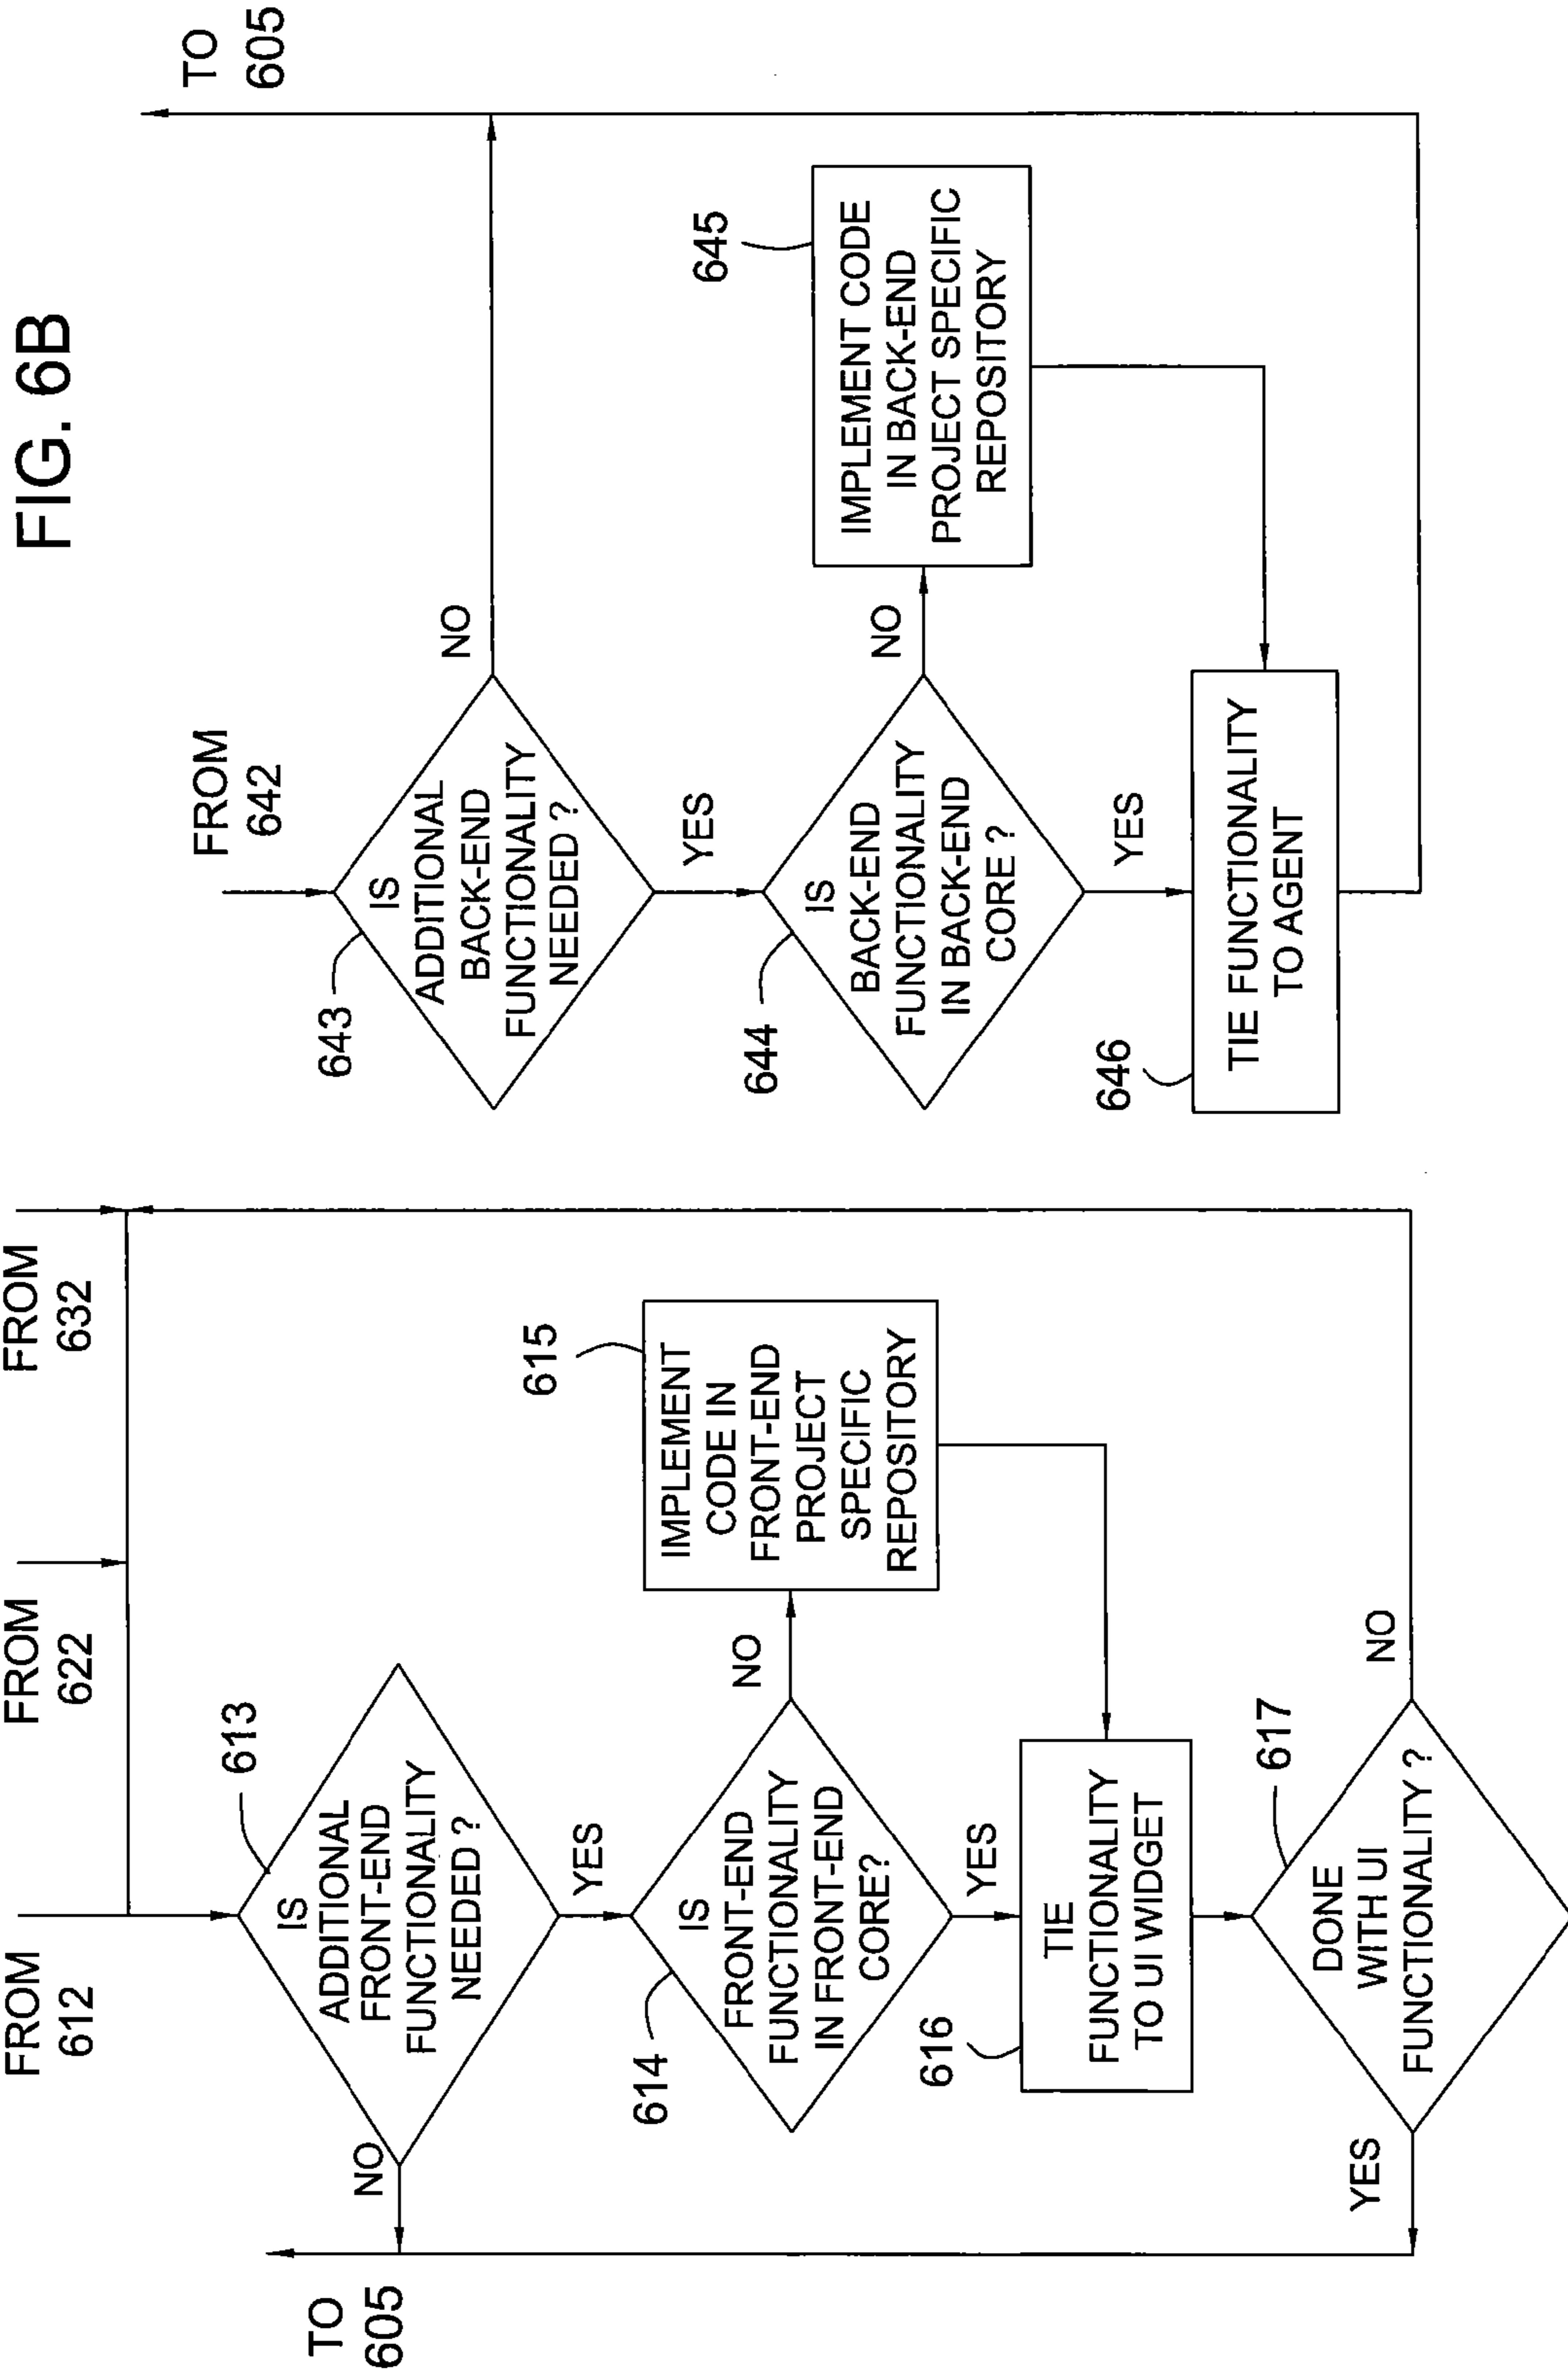 FIG. 6B
FROM
612
FROM
622
FROM
632
613
IS
ADDITIONAL
FRONT-END
FUNCTIONALITY
NEEDED ?
NO
TO
605
YES
614
IS
FRONT-END
FUNCTIONALITY
IN FRONT-END
CORE?
NO
615
IMPLEMENT
CODE IN
FRONT-END
PROJECT
SPECIFIC
REPOSITORY
YES
616
TIE
FUNCTIONALITY
TO UI WIDGET
617
DONE
WITH UI
FUNCTIONALITY ?
YES
NO
FROM
642
643
IS
ADDITIONAL
BACK-END
FUNCTIONALITY
NEEDED ?
NO
TO
605
YES
644
IS
BACK-END
FUNCTIONALITY
IN BACK-END
CORE ?
NO
645
IMPLEMENT CODE
IN BACK-END
PROJECT SPECIFIC
REPOSITORY
YES
646
TIE FUNCTIONALITY
TO AGENT